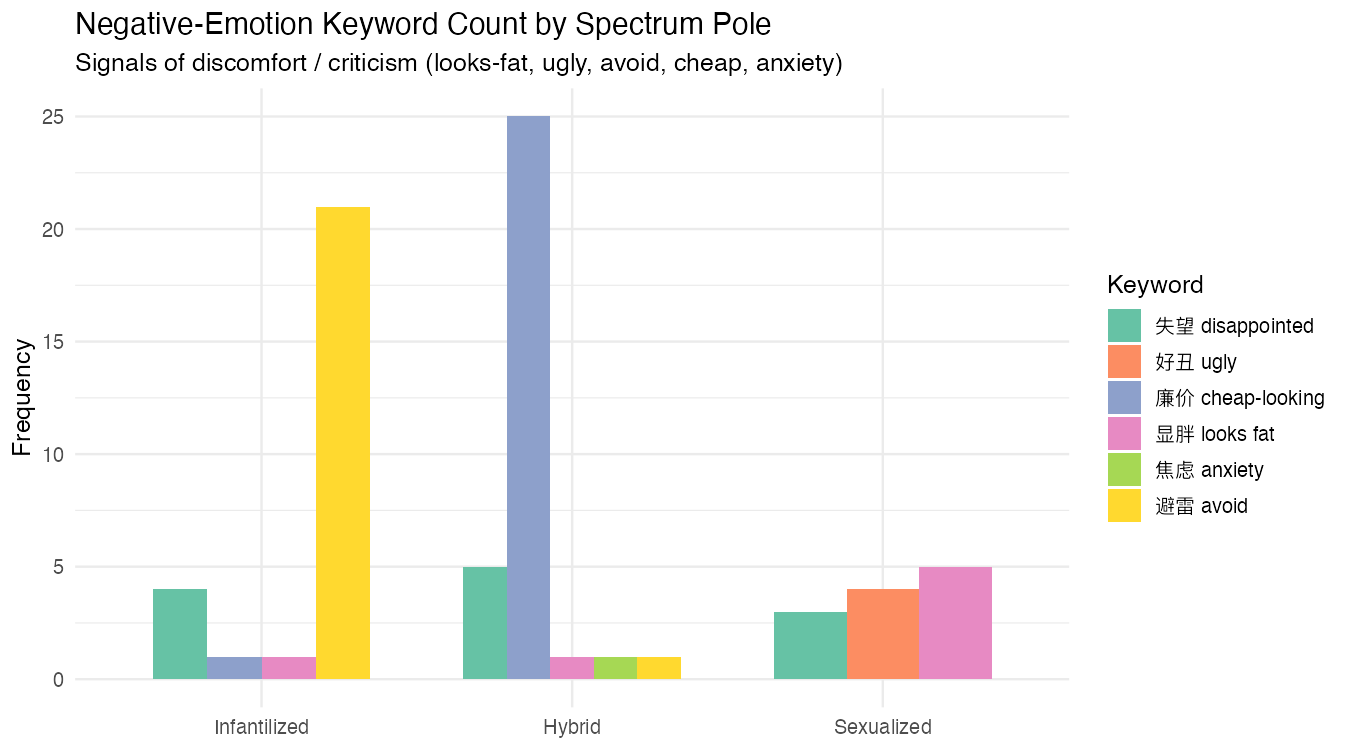 Negative-Emotion Keyword Count by Spectrum Pole
Signals of discomfort / criticism (looks-fat, ugly, avoid, cheap, anxiety)
Frequency
25
20
15
10
5
0
Infantilized
Hybrid
Sexualized
Keyword
失望 disappointed
好丑 ugly
廉价 cheap-looking
显胖 looks fat
焦虑 anxiety
避雷 avoid